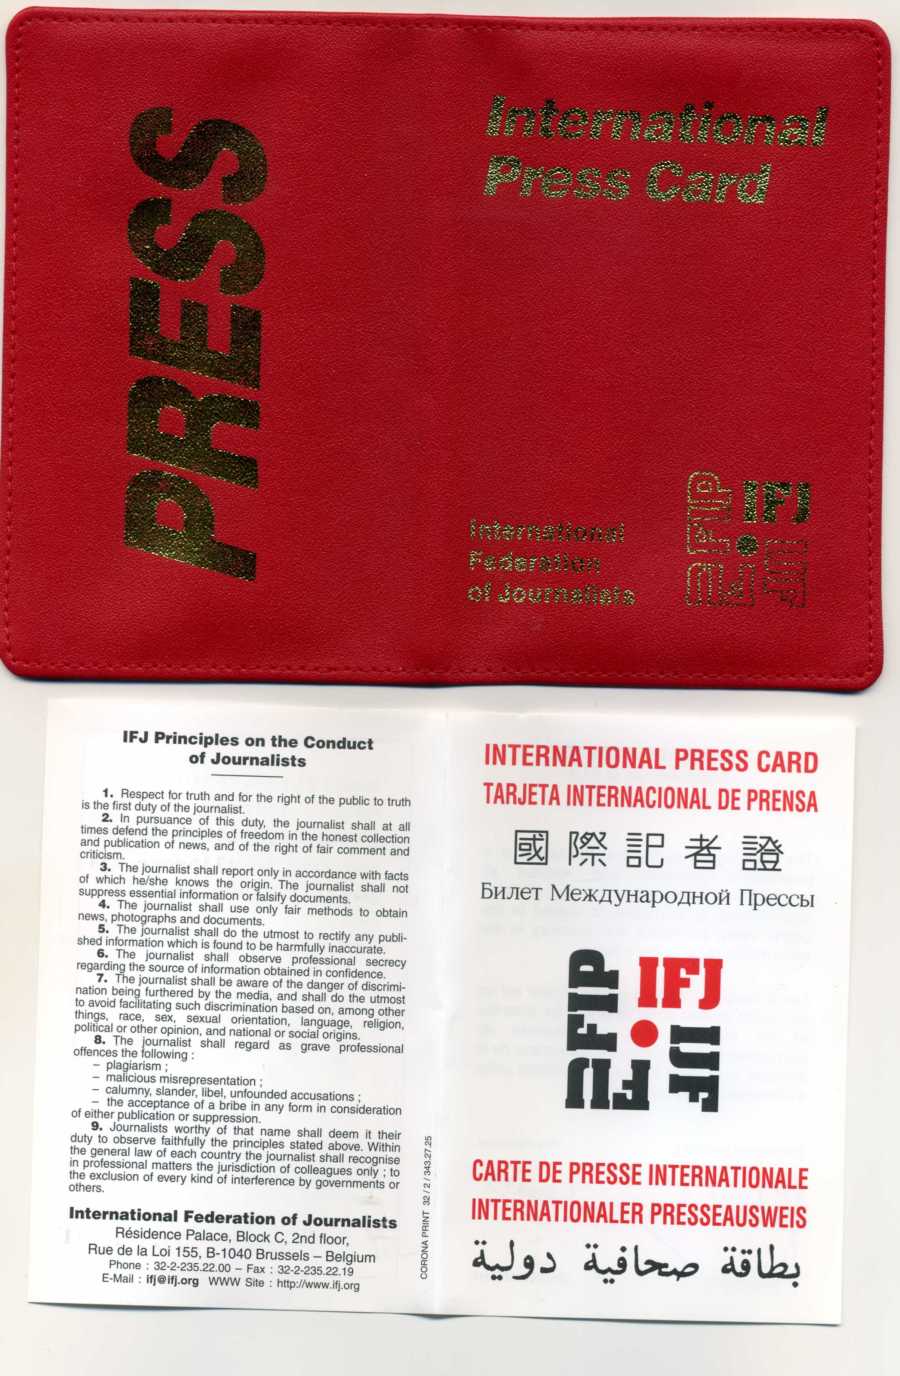 PRESS
International
Press Card
International
Federation
of Journalists
FIP
IFJ
IFJ Principles on the Conduct
of Journalists
1. Respect for truth and for the right of the public to truth
is the first duty of the journalist.
2. In pursuance of this duty, the journalist shall at all
times defend the principles of freedom in the honest collection
and publication of news, and of the right of fair comment and
criticism.
3. The journalist shall report only in accordance with facts
of which he/she knows the origin. The journalist shall not
suppress essential information or falsify documents.
4. The journalist shall use only fair methods to obtain
news, photographs and documents.
5. The journalist shall do the utmost to rectify any publi-
shed information which is found to be harmfully inaccurate.
6. The journalist shall observe professional secrecy
regarding the source of information obtained in confidence.
7. The journalist shall be aware of the danger of discrimi-
nation being furthered by the media, and shall do the utmost
to avoid facilitating such discrimination based on, among other
things, race, sex, sexual orientation, language, religion,
political or other opinion, and national or social origins.
8. The journalist shall regard as grave professional
offences the following :
– plagiarism ;
– malicious misrepresentation ;
– calumny, slander, libel, unfounded accusations ;
– the acceptance of a bribe in any form in consideration
of either publication or suppression.
9. Journalists worthy of that name shall deem it their
duty to observe faithfully the principles stated above. Within
the general law of each country the journalist shall recognise
in professional matters the jurisdiction of colleagues only ; to
the exclusion of every kind of interference by governments or
others.
International Federation of Journalists
Résidence Palace, Block C, 2nd floor,
Rue de la Loi 155, B-1040 Brussels – Belgium
Phone : 32-2-235.22.00 – Fax : 32-2-235.22.19
E-Mail : ifj@ifj.org WWW Site : http://www.ifj.org
CORONA PRINT 32 / 2 / 343.27.25
INTERNATIONAL PRESS CARD
TARJETA INTERNACIONAL DE PRENSA
國際記者證
Билет Международной Прессы
FIP
IFJ
IJF
CARTE DE PRESSE INTERNATIONALE
INTERNATIONALER PRESSEAUSWEIS
بطاقة صحافية دولية